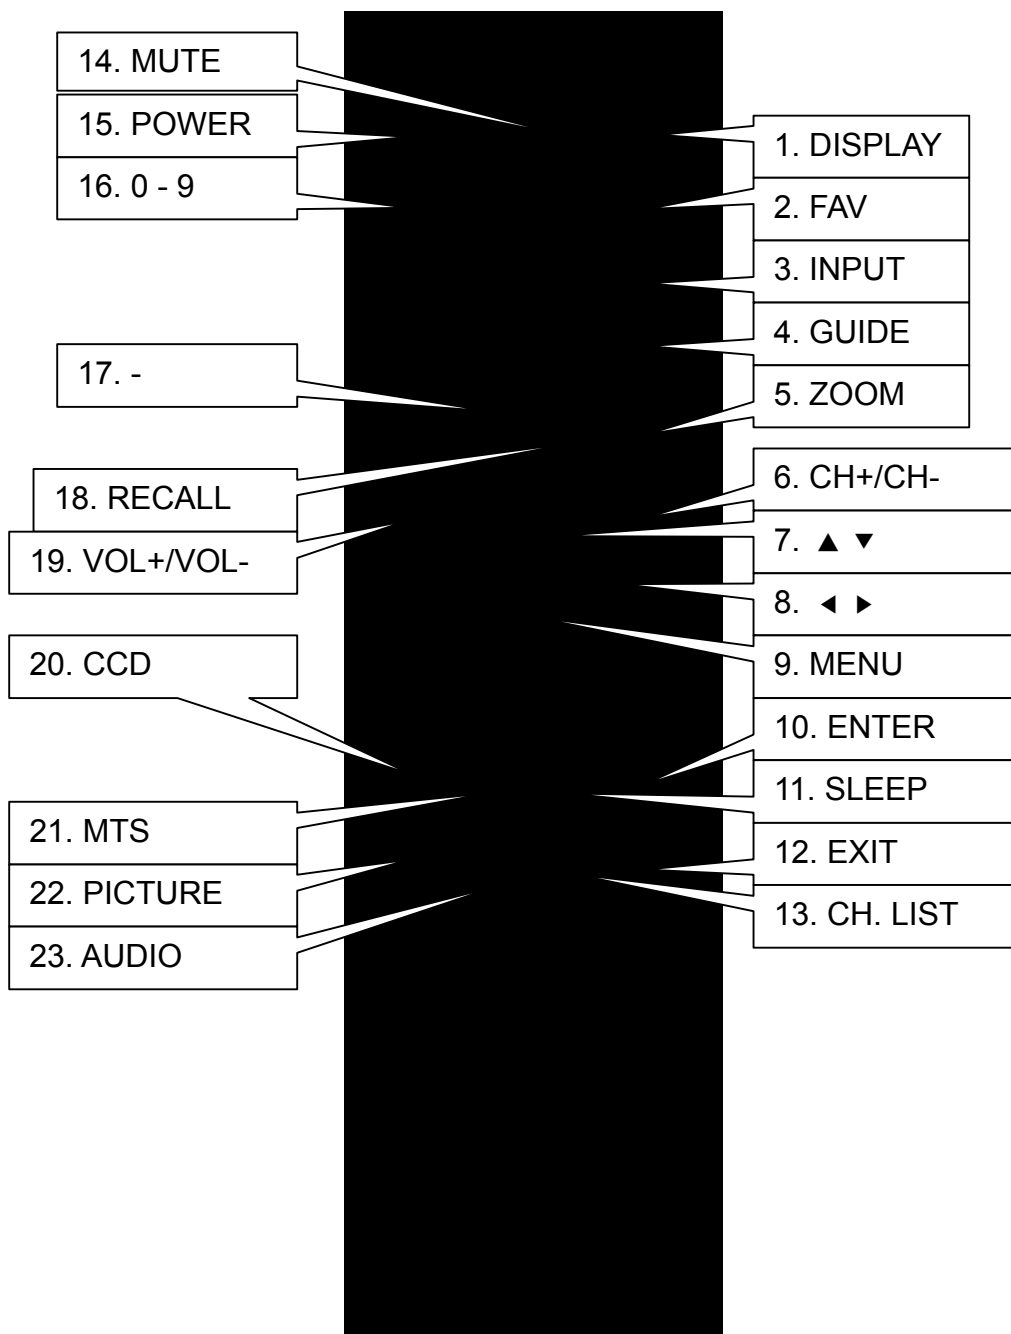 14. MUTE
15. POWER
16. 0 - 9
17. -
18. RECALL
19. VOL+/VOL-
20. CCD
21. MTS
22. PICTURE
23. AUDIO
1. DISPLAY
2. FAV
3. INPUT
4. GUIDE
5. ZOOM
6. CH+/CH-
7. ▲ ▼
8. ◀ ▶
9. MENU
10. ENTER
11. SLEEP
12. EXIT
13. CH. LIST